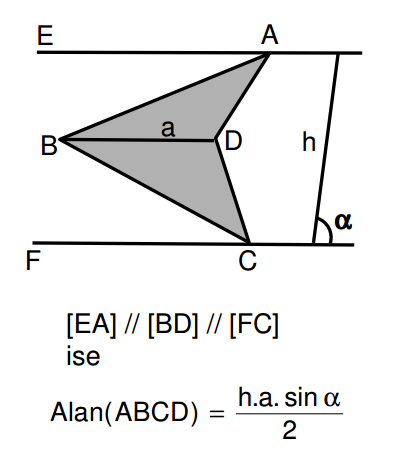 E
A
a
B
D
h
α
F
C
[EA] // [BD] // [FC]
ise
Alan(ABCD) = h.a. sin α / 2